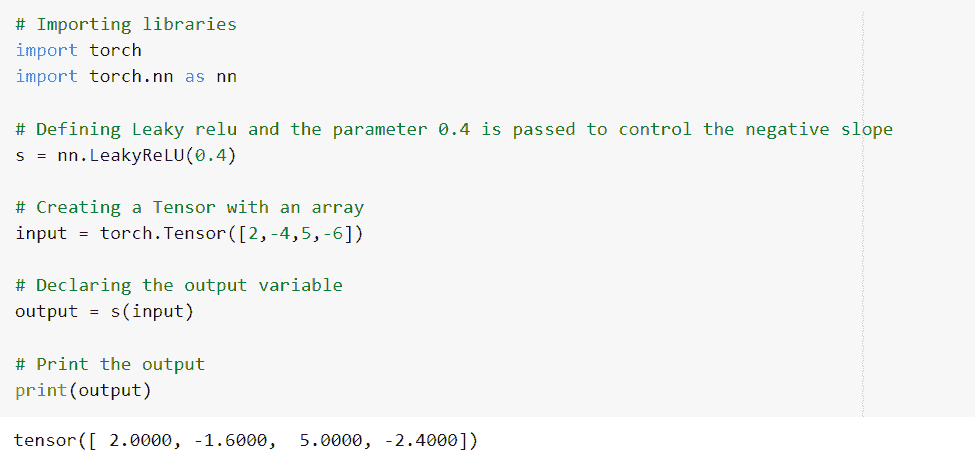 # Importing libraries
import torch
import torch.nn as nn
# Defining Leaky relu and the parameter 0.4 is passed to control the negative slope
s = nn.LeakyReLU(0.4)
# Creating a Tensor with an array
input = torch.Tensor([2,-4,5,-6])
# Declaring the output variable
output = s(input)
# Print the output
print(output)
tensor([ 2.0000, -1.6000,  5.0000, -2.4000])